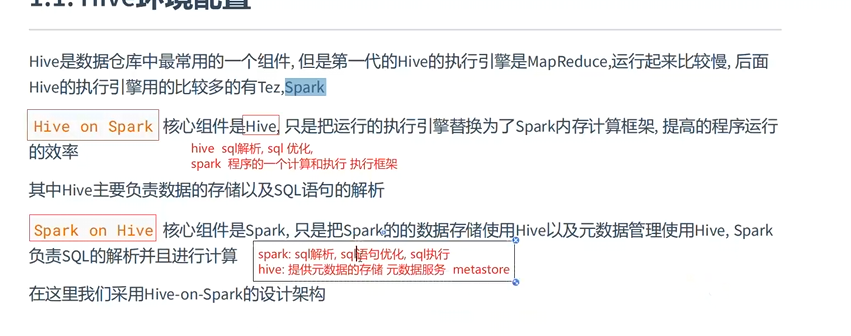 1.1. Hive环境配置
Hive是数据仓库中最常用的一个组件, 但是第一代的Hive的执行引擎是MapReduce,运行起来比较慢, 后面
Hive的执行引擎用的比较多的有Tez,Spark
Hive on Spark 核心组件是Hive, 只是把运行的执行引擎替换为了Spark内存计算框架, 提高的程序运行
的效率
hive sql解析, sql 优化,
spark 程序的一个计算和执行 执行框架
其中Hive主要负责数据的存储以及SQL语句的解析
Spark on Hive 核心组件是Spark, 只是把Spark的的数据存储使用Hive以及元数据管理使用Hive, Spark
负责SQL的解析并且进行计算
spark: sql解析, sql语句优化, sql执行
hive: 提供元数据的存储 元数据服务 metastore
在这里我们采用Hive-on-Spark的设计架构